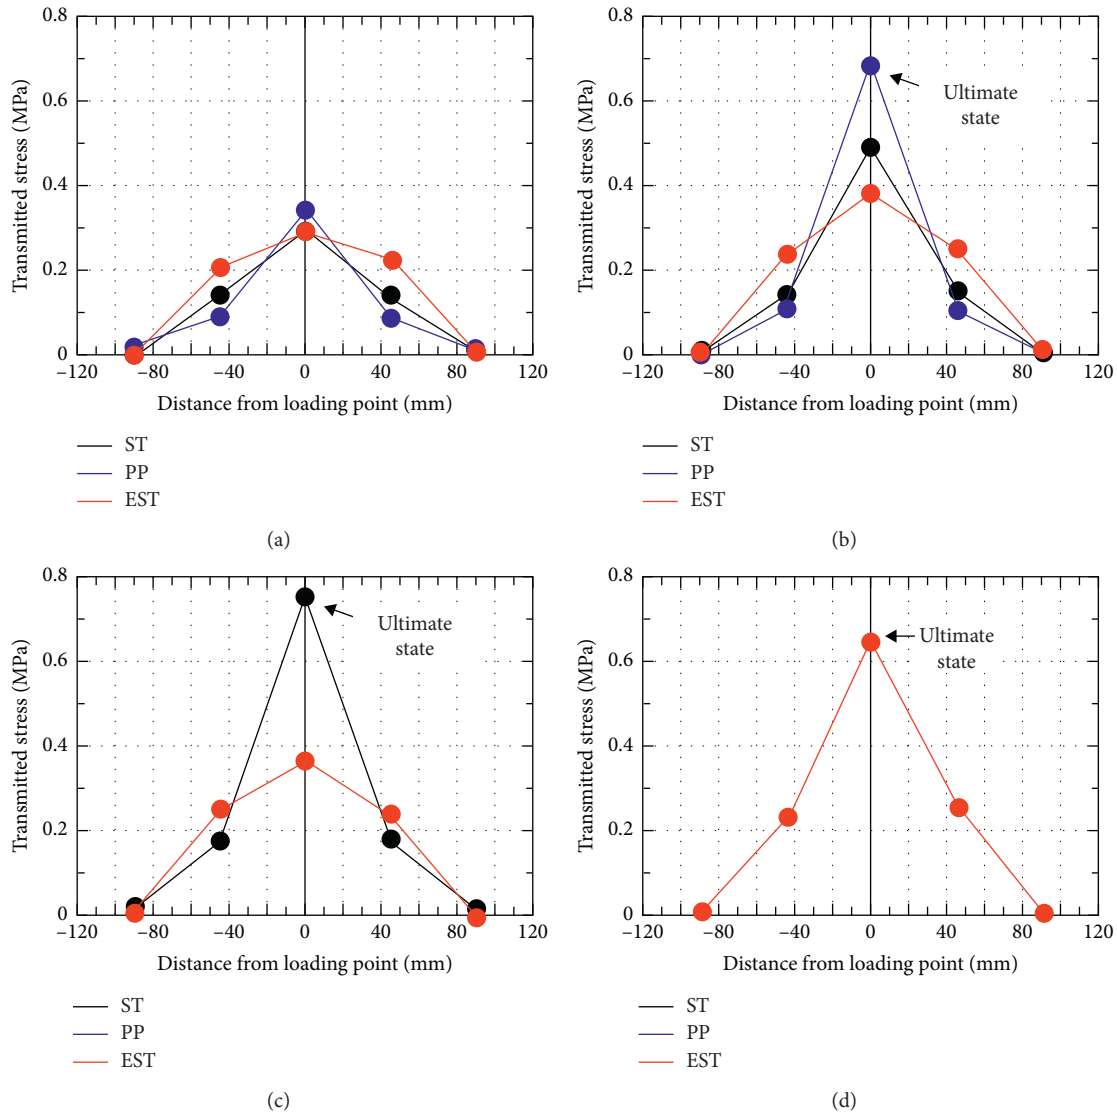 0.8
0.6
0.4
0.2
0
Transmitted stress (MPa)
−120 −80 −40 0 40 80 120
Distance from loading point (mm)
ST
PP
EST
(a)
0.8
0.6
0.4
0.2
0
Transmitted stress (MPa)
Ultimate
state
−120 −80 −40 0 40 80 120
Distance from loading point (mm)
ST
PP
EST
(b)
0.8
0.6
0.4
0.2
0
Transmitted stress (MPa)
Ultimate
state
−120 −80 −40 0 40 80 120
Distance from loading point (mm)
ST
PP
EST
(c)
0.8
0.6
0.4
0.2
0
Transmitted stress (MPa)
Ultimate
state
−120 −80 −40 0 40 80 120
Distance from loading point (mm)
ST
PP
EST
(d)